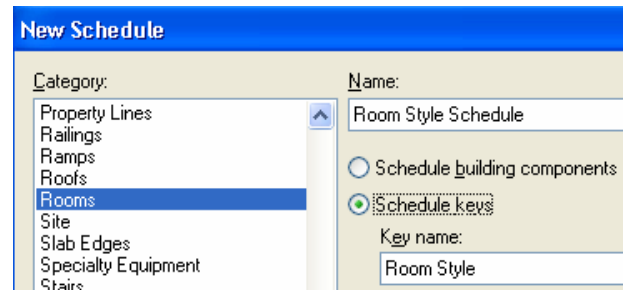 New Schedule
Category:
Property Lines
Railings
Ramps
Roofs
Rooms
Site
Slab Edges
Specialty Equipment
Stairs
Name:
Room Style Schedule
Schedule building components
Schedule keys
Key name:
Room Style